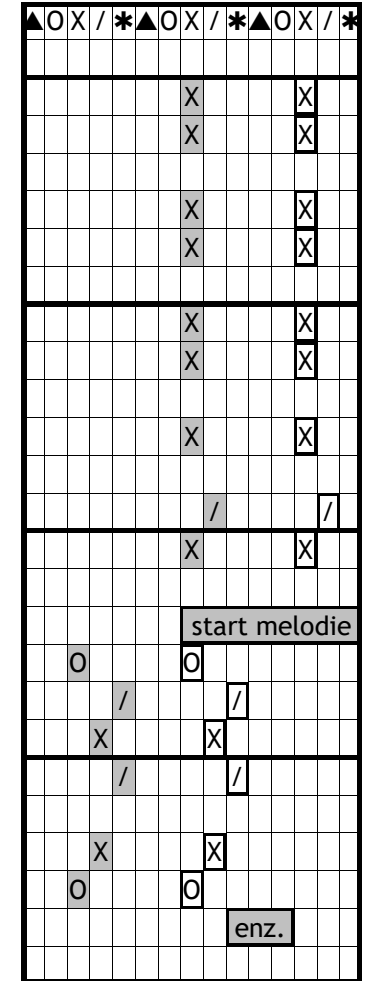 ▲ O X / ✱ ▲ O X / ✱ ▲ O X / ✱
X X
X X
X X
X X
X X
X X
X X
/ /
X X
start melodie
O O
/ /
X X
/ /
X X
O O
enz.